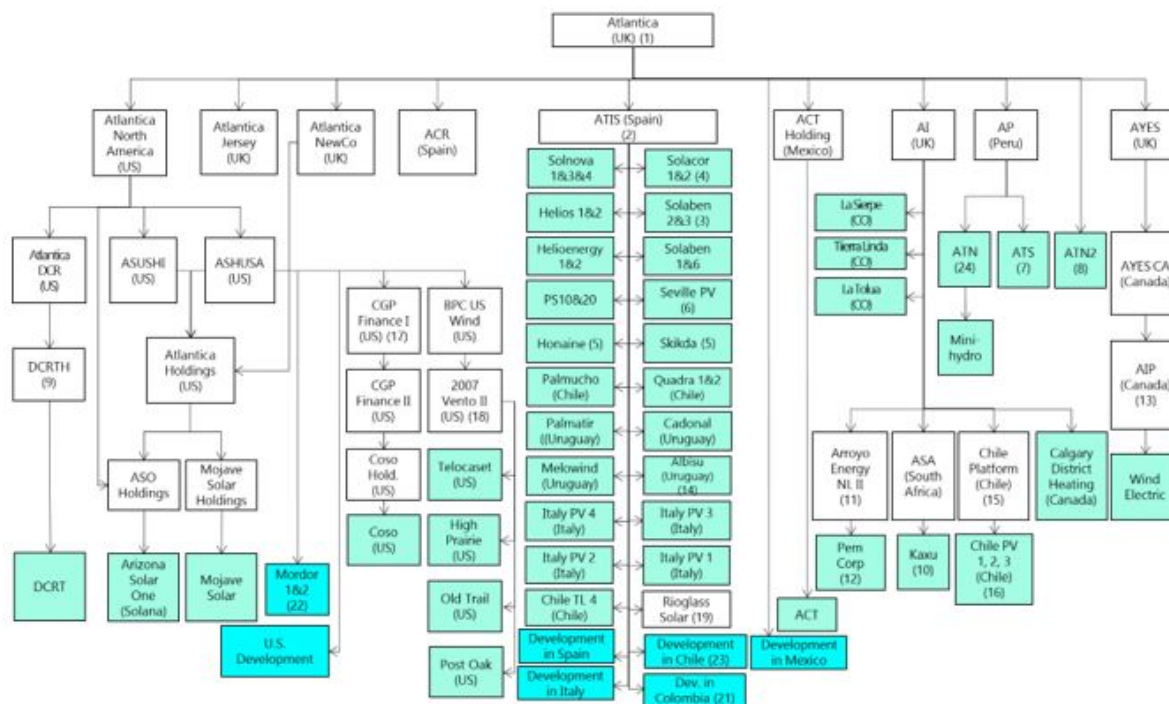 Atlantica
(UK) (1)
Atlantica
North
America
(US)
Atlantica
Jersey
(UK)
Atlantica
NewCo
(UK)
ACR
(Spain)
ATIS (Spain)
(2)
ACT
Holding
(Mexico)
AI
(UK)
AP
(Peru)
AYES
(UK)
Solnova
1&3&4
Solacor
1&2 (4)
Helios 1&2
Solaben
2&3 (3)
Helioenergy
1&2
Solaben
1&6
PS10&20
Seville PV
(6)
Honaine (5)
Skikda (5)
Palmucho
(Chile)
Quadra 1&2
(Chile)
Palmatir
((Uruguay)
Cadonal
(Uruguay)
Melowind
(Uruguay)
Albisu
(Uruguay)
(14)
Italy PV 4
(Italy)
Italy PV 3
(Italy)
Italy PV 2
(Italy)
Italy PV 1
(Italy)
Chile TL 4
(Chile)
Rioglass
Solar (19)
Development
in Spain
Development
in Chile (23)
Development
in Italy
Dev. in
Colombia (21)
Development
in Mexico
Atlantica
DCR
(US)
ASUSHI
(US)
ASHUSA
(US)
CGP
Finance I
(US) (17)
BPC US
Wind
(US)
DCRTH
(9)
Atlantica
Holdings
(US)
CGP
Finance II
(US)
2007
Vento II
(US) (18)
ASO
Holdings
Mojave
Solar
Holdings
Coso
Hold.
(US)
Telocaset
(US)
DCRT
Arizona
Solar
One
(Solana)
Mojave
Solar
Mordor
1&2
(22)
Coso
(US)
High
Prairie
(US)
U.S.
Development
Old Trail
(US)
Post Oak
(US)
La Sierpe
(CO)
Tierra Linda
(CO)
La Tolua
(CO)
ATN
(24)
ATS
(7)
ATN2
(8)
AYES CA
(Canada)
Mini-
hydro
AIP
(Canada)
(13)
Arroyo
Energy
NL II
(11)
ASA
(South
Africa)
Chile
Platform
(Chile)
(15)
Calgary
District
Heating
(Canada)
Wind
Electric
Pem
Corp
(12)
Kaxu
(10)
Chile PV
1, 2, 3
(Chile)
(16)
ACT